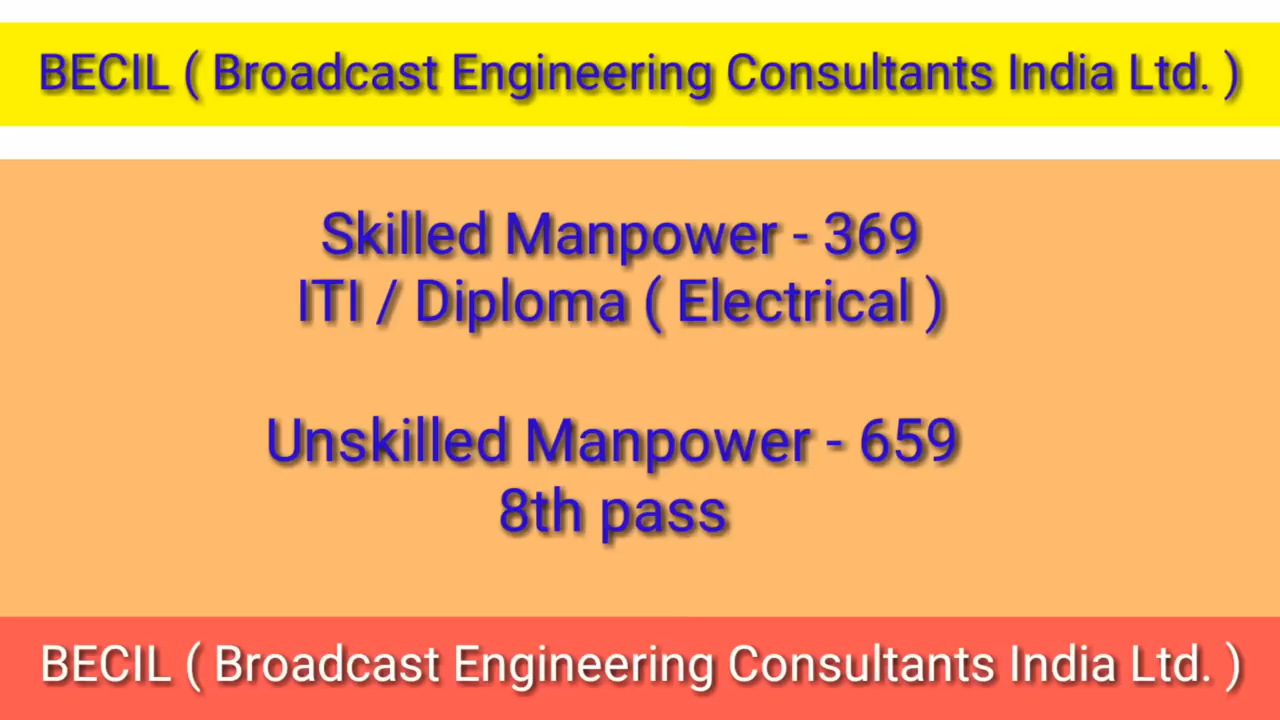 BECIL ( Broadcast Engineering Consultants India Ltd. )
Skilled Manpower - 369
ITI / Diploma ( Electrical )
Unskilled Manpower - 659
8th pass
BECIL ( Broadcast Engineering Consultants India Ltd. )